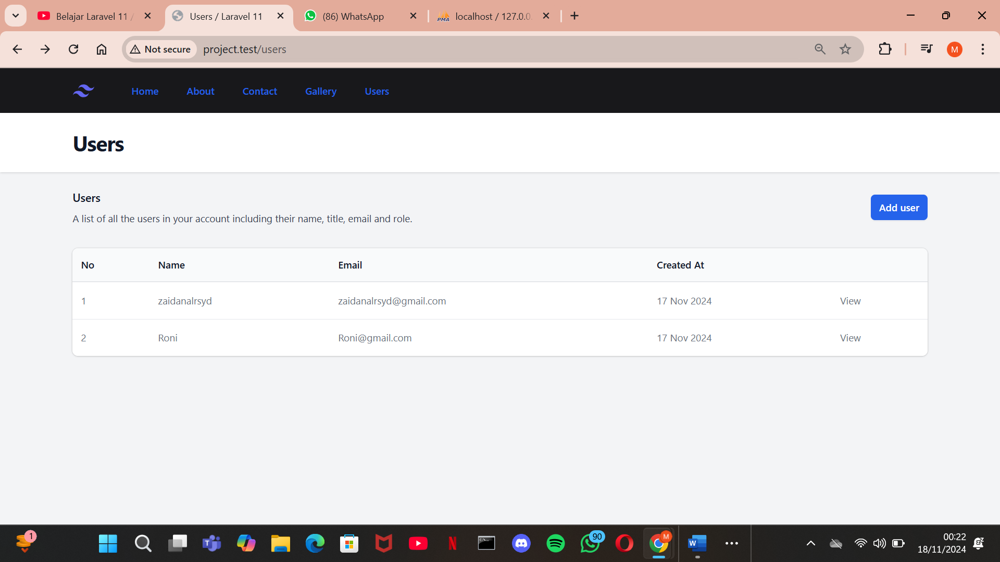 Belajar Laravel 11 /
Users / Laravel 11
(86) WhatsApp
PMA
localhost / 127.0.0.
Not secure
project.test/users
M
Home
About
Contact
Gallery
Users
Users
Users
A list of all the users in your account including their name, title, email and role.
Add user
No Name Email Created At
1 zaidanalrsyd zaidanalrsyd@gmail.com 17 Nov 2024 View
2 Roni Roni@gmail.com 17 Nov 2024 View
1
T
N
C:\_
90
M
W
00:22
18/11/2024